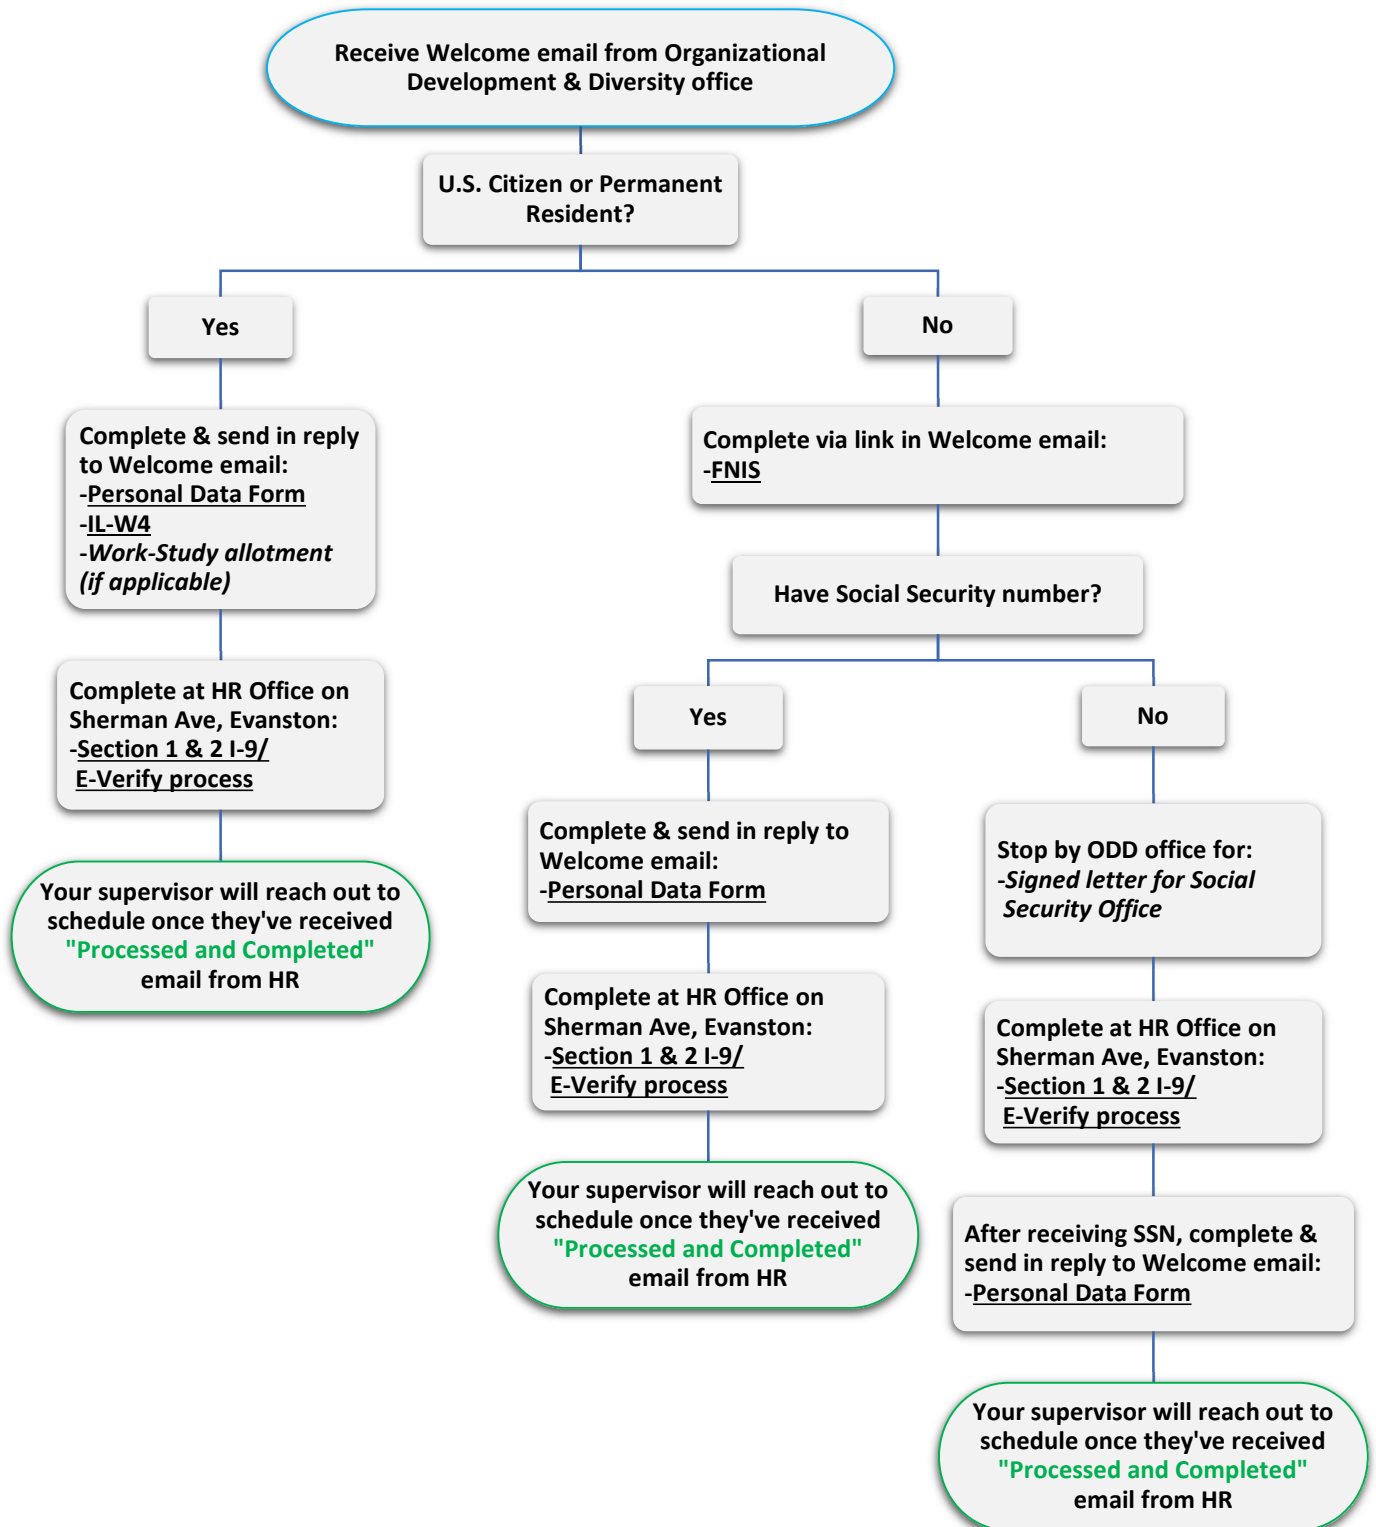 Receive Welcome email from Organizational
Development & Diversity office
U.S. Citizen or Permanent
Resident?
Yes
No
Complete & send in reply
to Welcome email:
-Personal Data Form
-IL-W4
-Work-Study allotment
(if applicable)
Complete at HR Office on
Sherman Ave, Evanston:
-Section 1 & 2 I-9/
E-Verify process
Your supervisor will reach out to
schedule once they've received
"Processed and Completed"
email from HR
Complete via link in Welcome email:
-FNIS
Have Social Security number?
Yes
No
Complete & send in reply to
Welcome email:
-Personal Data Form
Complete at HR Office on
Sherman Ave, Evanston:
-Section 1 & 2 I-9/
E-Verify process
Your supervisor will reach out to
schedule once they've received
"Processed and Completed"
email from HR
Stop by ODD office for:
-Signed letter for Social
Security Office
Complete at HR Office on
Sherman Ave, Evanston:
-Section 1 & 2 I-9/
E-Verify process
After receiving SSN, complete &
send in reply to Welcome email:
-Personal Data Form
Your supervisor will reach out to
schedule once they've received
"Processed and Completed"
email from HR